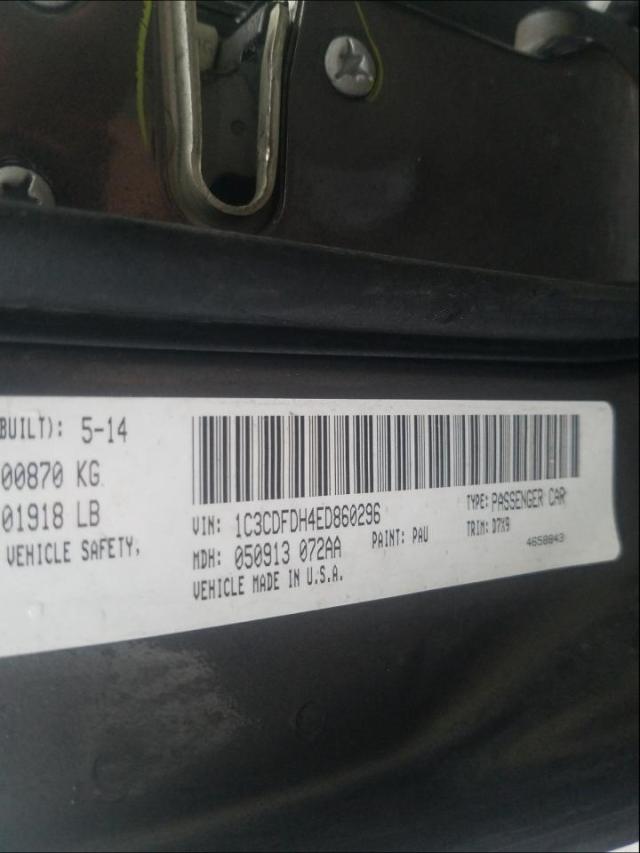 BUILT): 5-14
00870 KG
01918 LB
VEHICLE SAFETY,
VIN: 1C3CDFDH4ED860296
TYPE: PASSENGER CAR
MDH: 050913 072AA
PAINT: PAU
TRIM: D7X9
VEHICLE MADE IN U.S.A.
4658843